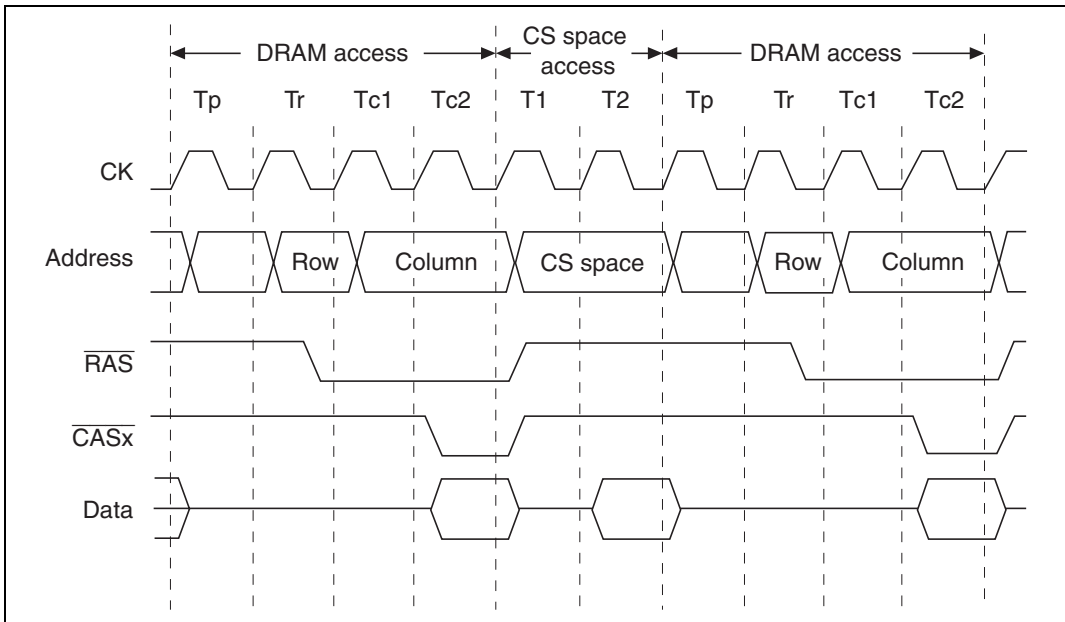 DRAM access CS space access DRAM access
Tp Tr Tc1 Tc2 T1 T2 Tp Tr Tc1 Tc2
CK
Address Row Column CS space Row Column
RAS
CASx
Data